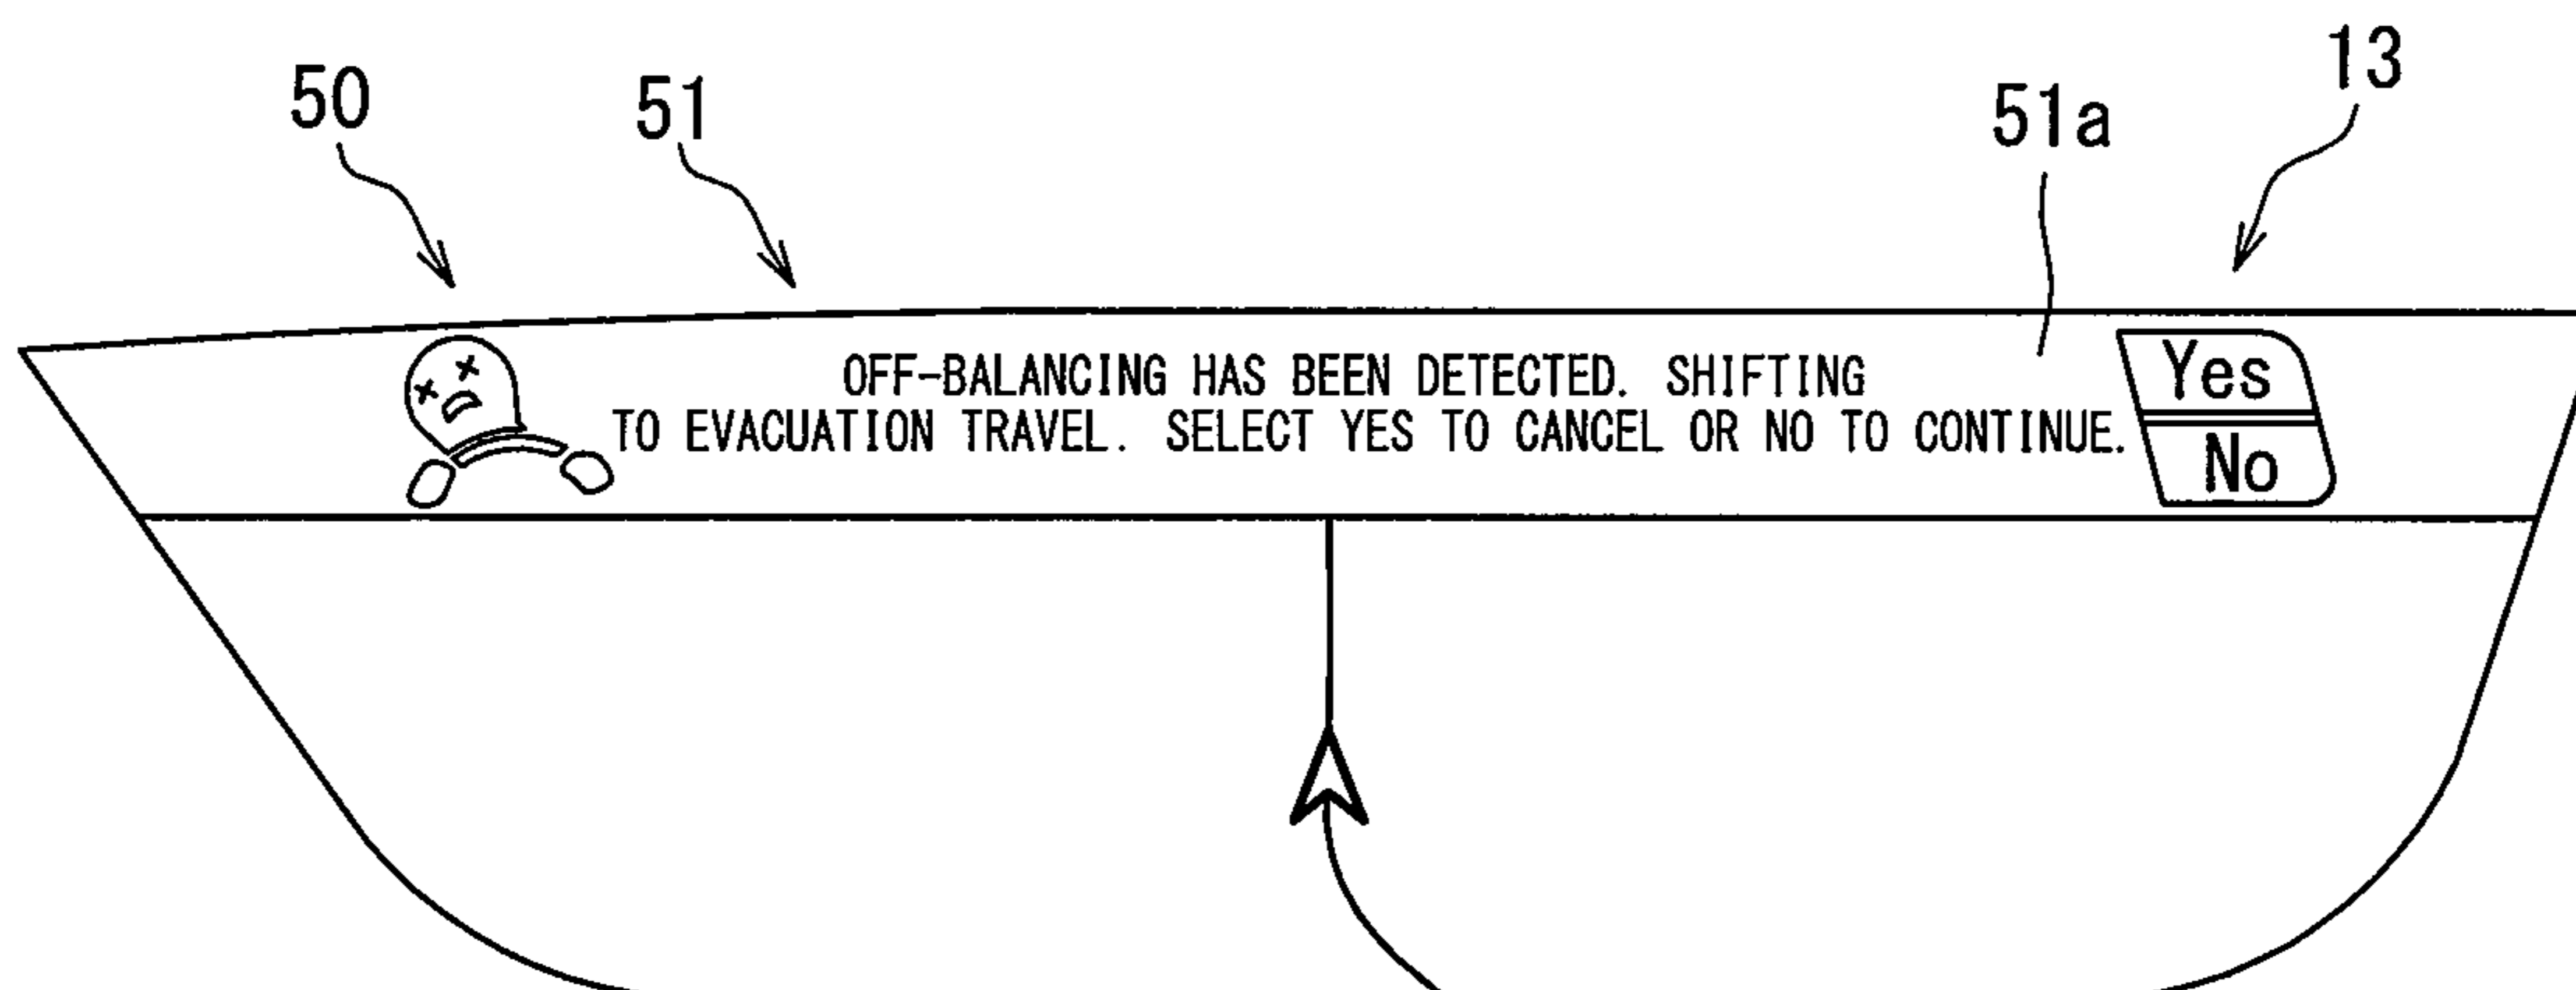 50 51 51a 13
OFF-BALANCING HAS BEEN DETECTED. SHIFTING
TO EVACUATION TRAVEL. SELECT YES TO CANCEL OR NO TO CONTINUE.
Yes
No